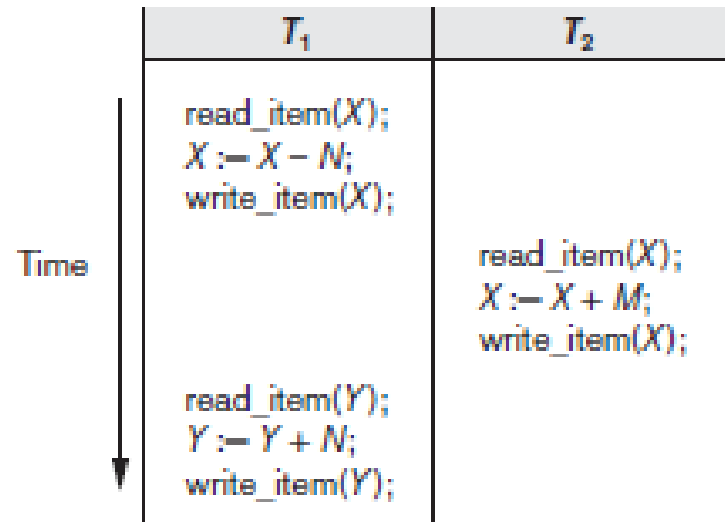 T1 T2
read_item(X);
X := X – N;
write_item(X);
Time
read_item(X);
X := X + M;
write_item(X);
read_item(Y);
Y := Y + N;
write_item(Y);